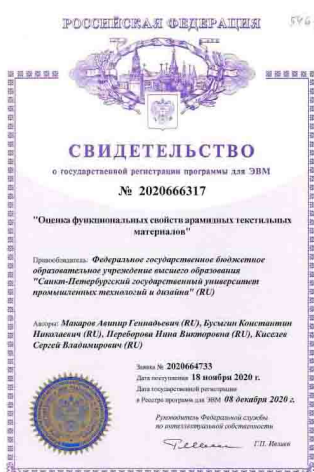 РОССИЙСКАЯ ФЕДЕРАЦИЯ
546
СВИДЕТЕЛЬСТВО
о государственной регистрации программы для ЭВМ
№ 2020666317
"Оценка функциональных свойств арамидных текстильных
материалов"
Правообладатель: Федеральное государственное бюджетное
образовательное учреждение высшего образования
"Санкт-Петербургский государственный университет
промышленных технологий и дизайна" (RU)
Авторы: Макаров Авинир Геннадьевич (RU), Бусыгин Константин
Николаевич (RU), Переборова Нина Викторовна (RU), Киселев
Сергей Владимирович (RU)
Заявка № 2020664733
Дата поступления 18 ноября 2020 г.
Дата государственной регистрации
в Реестре программ для ЭВМ 08 декабря 2020 г.
Руководитель Федеральной службы
по интеллектуальной собственности
Г.П. Ивлиев